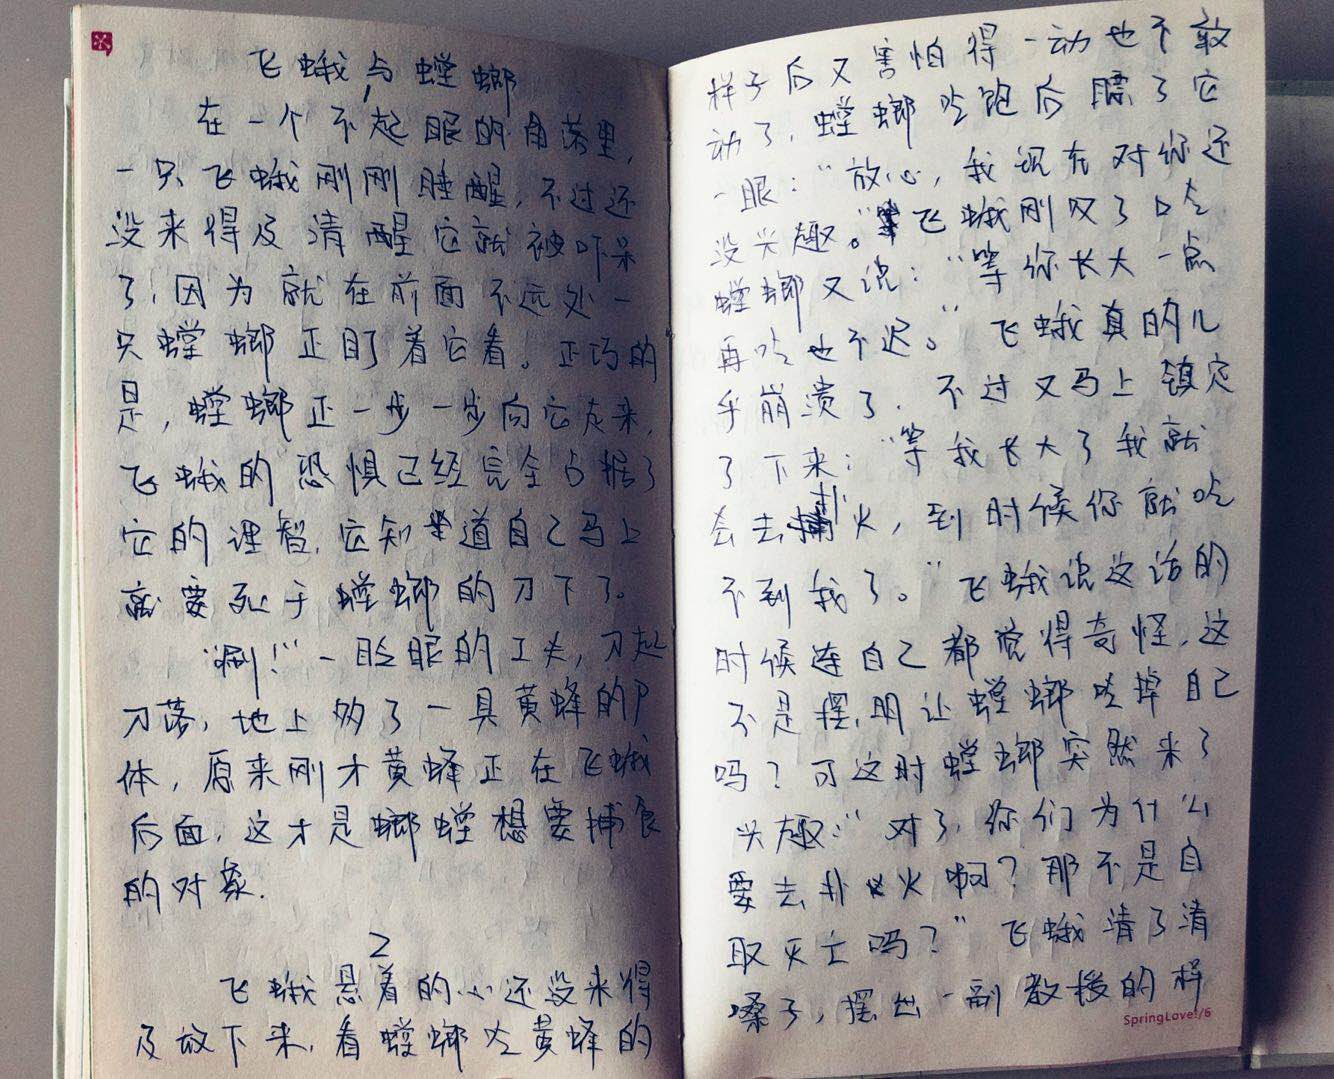 飞蛾与螳螂
在一个不起眼的角落里，
一只飞蛾刚刚睡醒，不过还
没来得及清醒它就被吓呆
了，因为就在前面不远处一
只螳螂正盯着它看。正巧的
是，螳螂正一步一步向它走来，
飞蛾的恐惧已经完全占据了
它的理智，它知道自己马上
就要死于螳螂的刀下了。
“唰！”一眨眼的工夫，刀起
刀落，地上多了一具黄蜂的尸
体，原来刚才黄蜂正在飞蛾
后面，这才是螂螳想要捕食
的对象.
2
飞蛾悬着的心还没来得
及放下来，看螳螂吃黄蜂的
样子后又害怕得一动也不敢
动了，螳螂吃饱后瞟了它
一眼：“放心，我现在对你还
没兴趣。”飞蛾刚叹了口气
螳螂又说：“等你长大一点
再吃也不迟。”飞蛾真的几
乎崩溃了．不过又马上镇定
了下来：“等我长大了我就
会去扑火，到时候你就吃
不到我了。”飞蛾说这话的
时候连自己都觉得奇怪，这
不是摆明让螳螂吃掉自己
吗？可这时螳螂突然来了
兴趣：“对了，你们为什么
要去扑火啊？那不是自
取灭亡吗？”飞蛾清了清
嗓子，摆出一副教授的样
SpringLove!/6